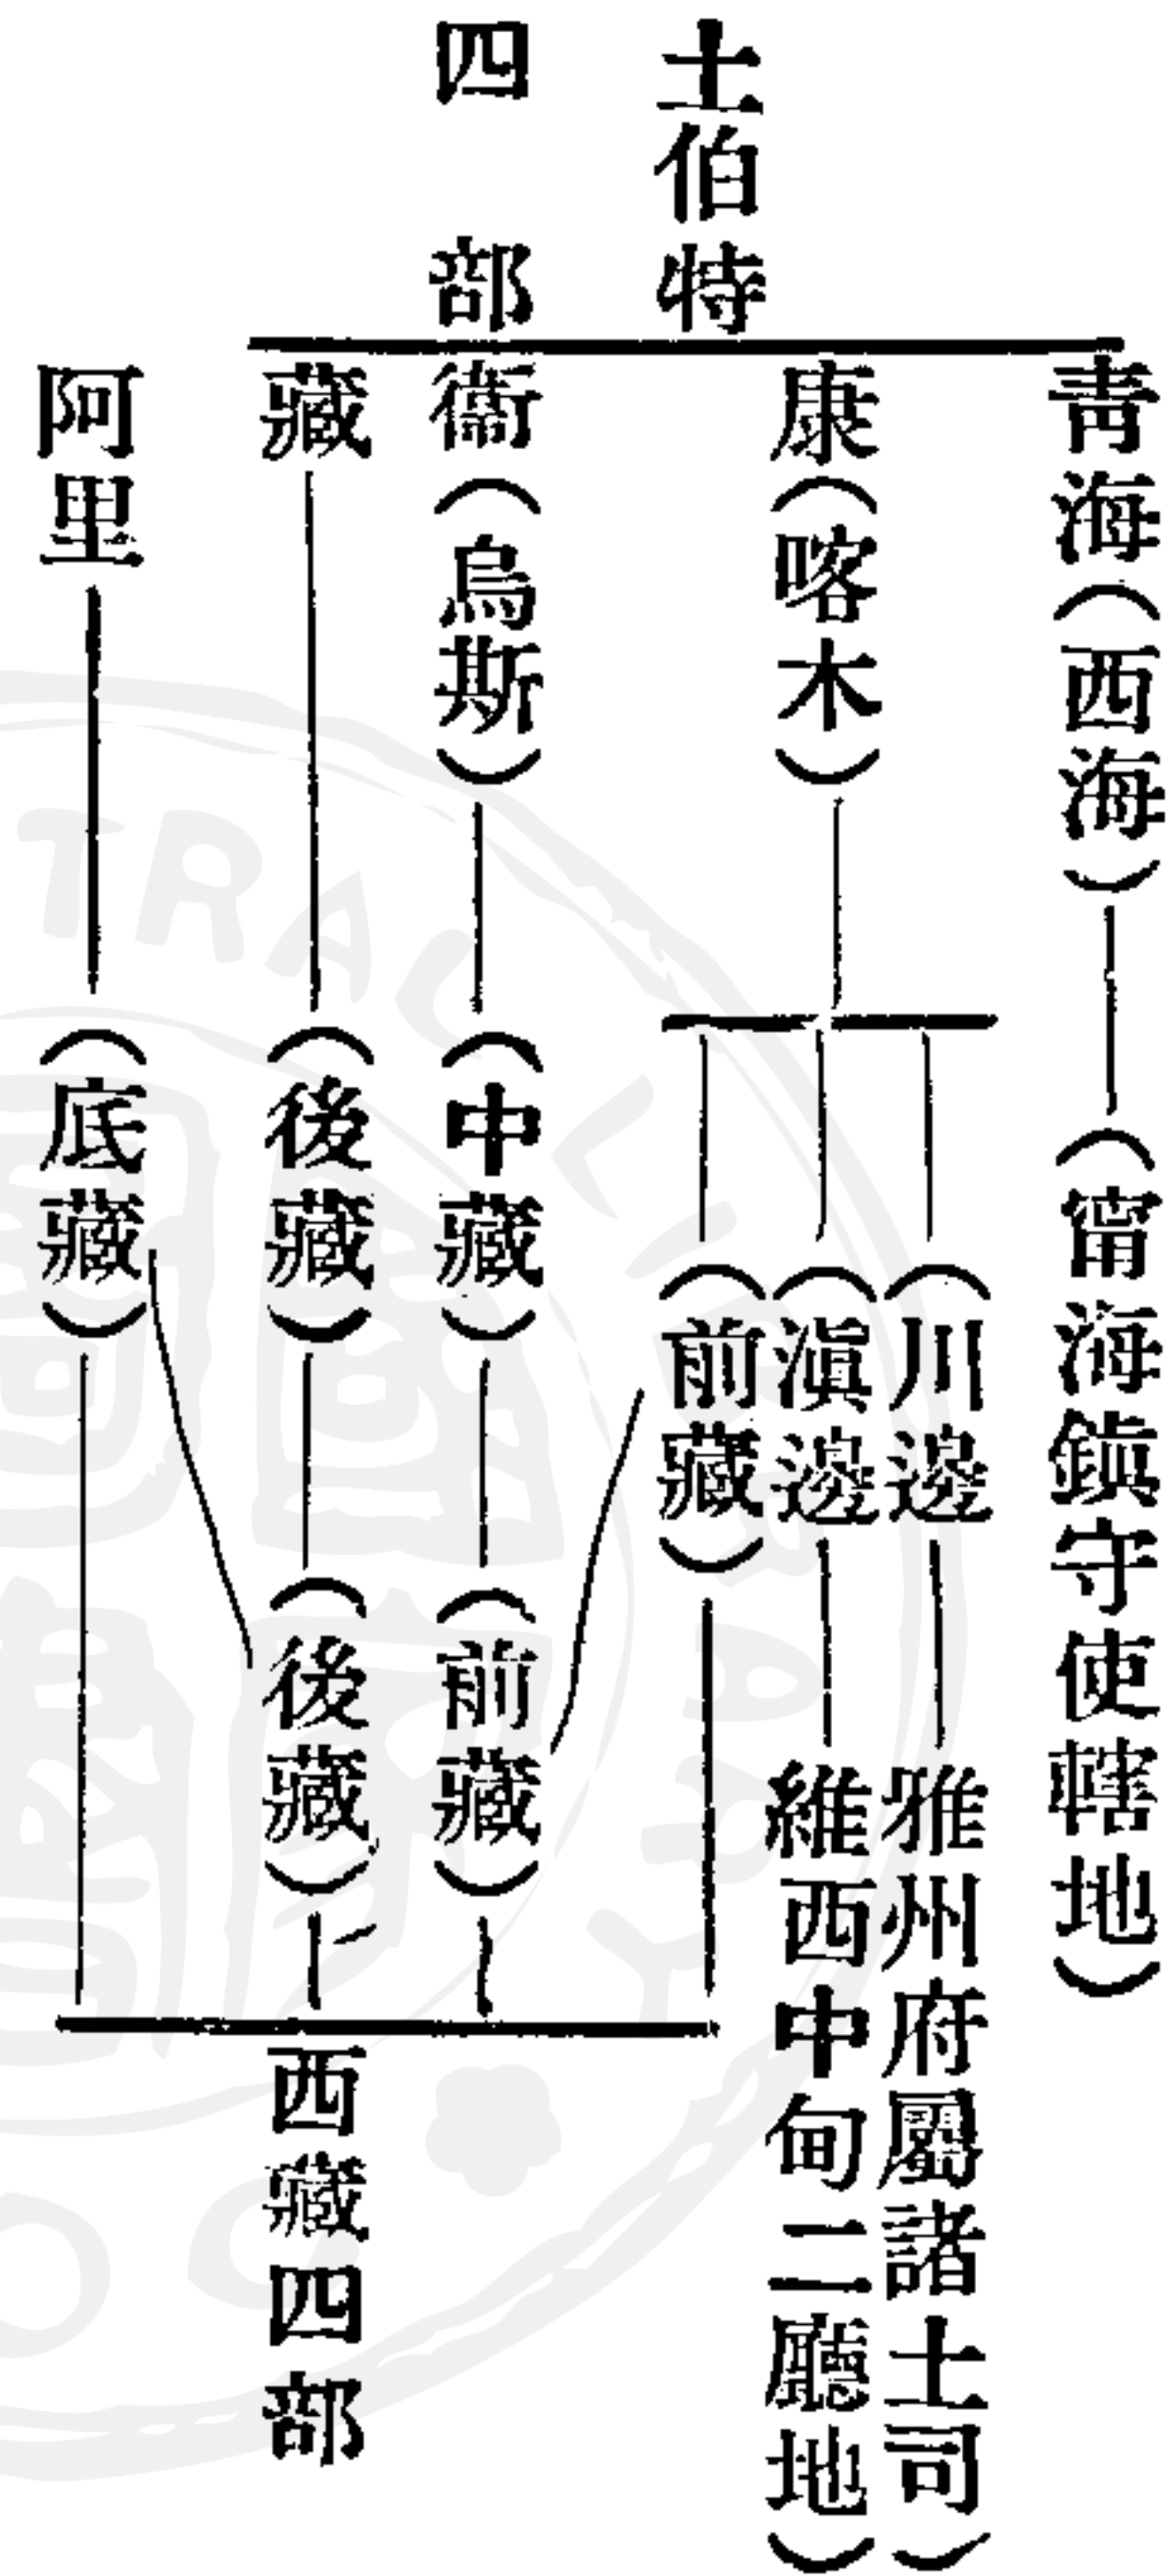 土伯特
四部
青海(西海)——(甯海鎭守使轄地)
康(喀木)
(川邊——雅州府屬諸土司)
(滇邊——維西中甸二廳地)
(前藏)
衞(烏斯)——(中藏)——(前藏)
藏——(後藏)——(後藏)
阿里——(底藏)
西藏四部
TRAL LIBRARY